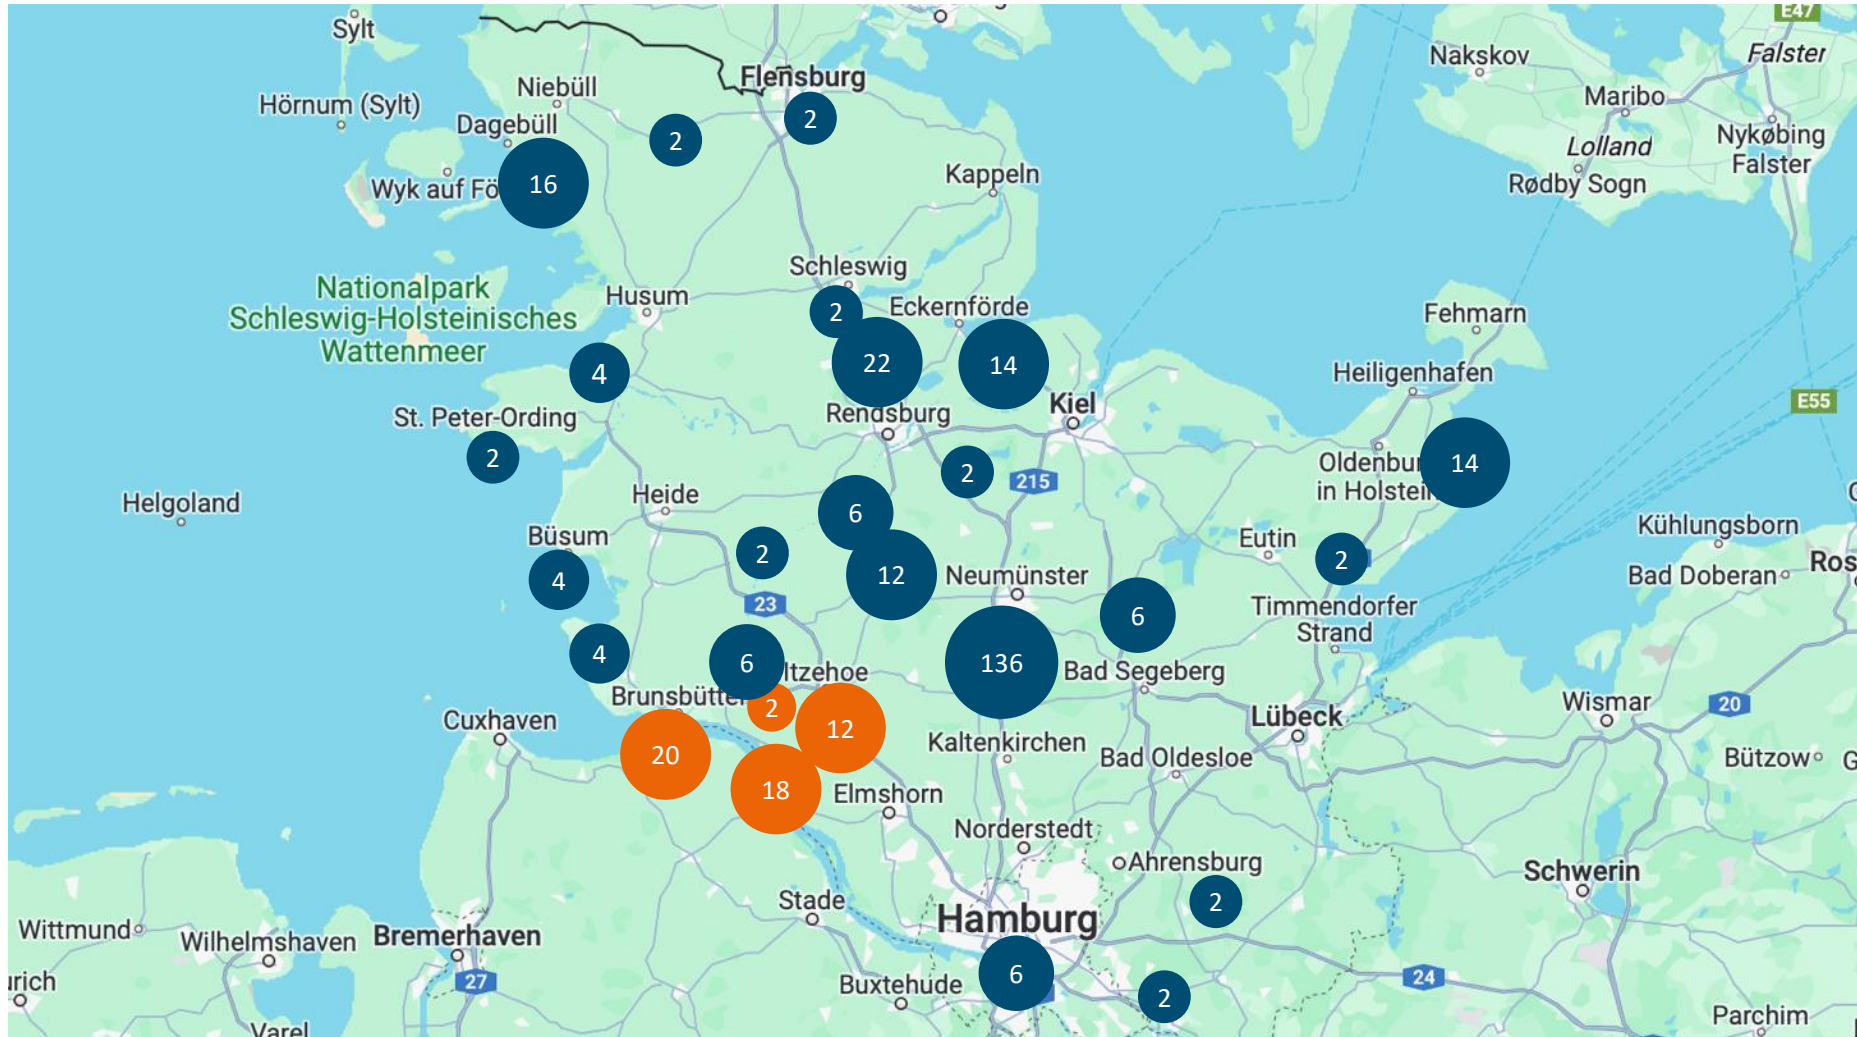 E47
Sylt
Nakskov
Falster
Flensburg
Niebüll
Maribo
Hörnum (Sylt)
2
Dagebüll
Nykøbing
Falster
2
Lolland
Kappeln
Wyk auf Fö
16
Rødby Sogn
Schleswig
Nationalpark
Schleswig-Holsteinisches
Wattenmeer
Husum
2
Eckernförde
Fehmarn
22
14
4
Heiligenhafen
E55
Kiel
St. Peter-Ording
Rendsburg
2
2
215
Oldenbu
in Holstein
14
Helgoland
Heide
6
Kühlungsborn
Büsum
2
Eutin
2
Ros
4
12
Neumünster
Bad Doberan
23
6
Timmendorfer
Strand
4
6
136
Itzehoe
Bad Segeberg
Brunsbütte
2
Wismar
20
Cuxhaven
12
Lübeck
20
Kaltenkirchen
Bad Oldesloe
Bützow
G
18
Elmshorn
Norderstedt
Ahrensburg
Schwerin
Stade
2
Hamburg
Wittmund
Wilhelmshaven
Bremerhaven
6
urich
27
Buxtehude
2
24
Varel
Parchim